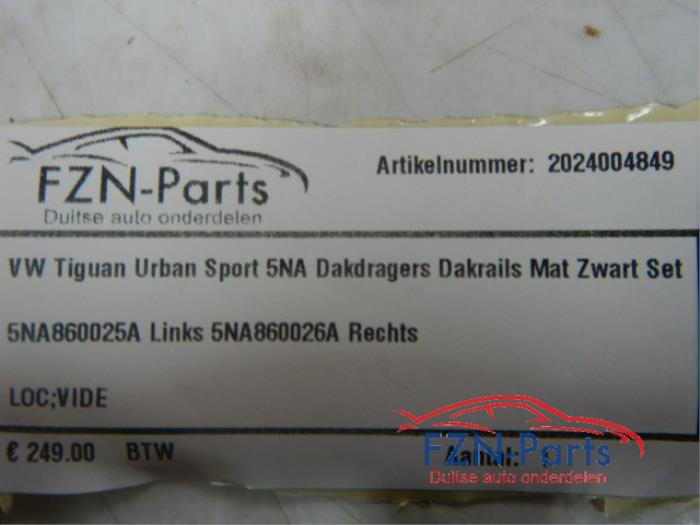 FZN-Parts
Duitse auto onderdelen
Artikelnummer: 2024004849
VW Tiguan Urban Sport 5NA Dakdragers Dakrails Mat Zwart Set
5NA860025A Links 5NA860026A Rechts
LOC;VIDE
€ 249.00 BTW
Aantal:
FZN-Parts
Duitse auto onderdelen